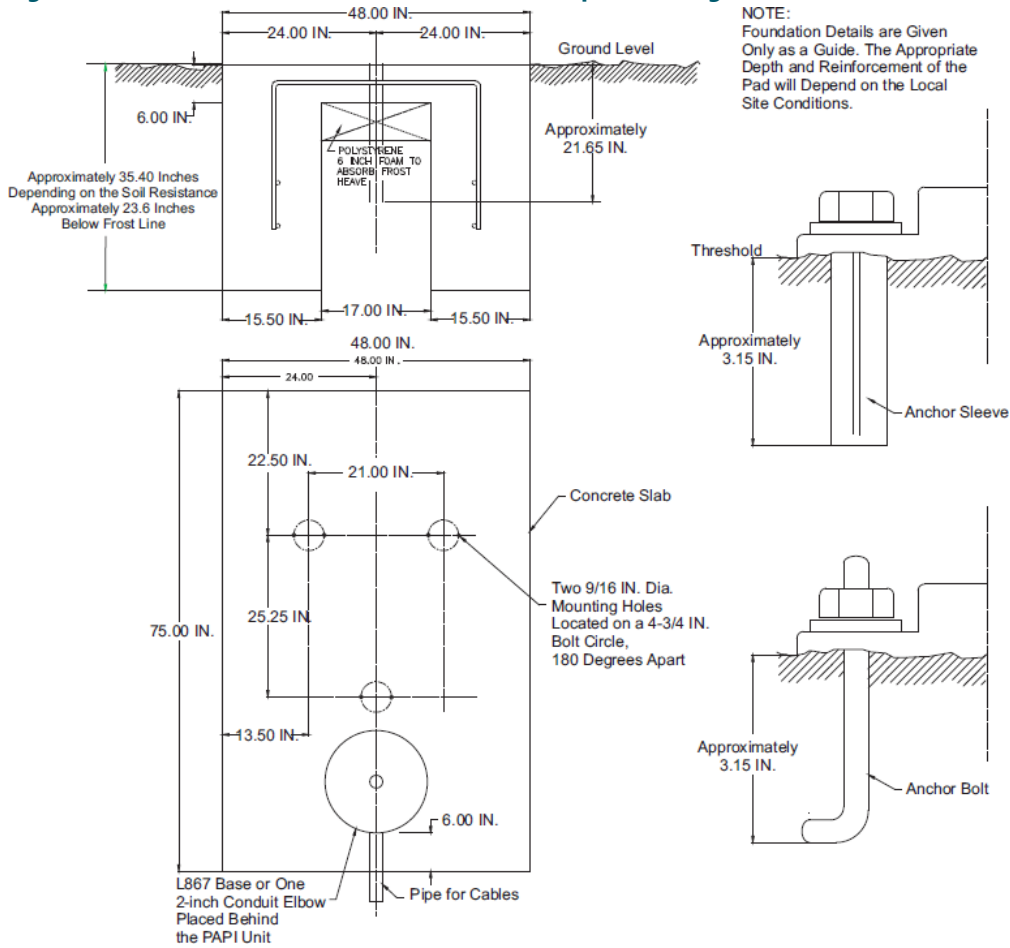 48.00 IN.
24.00 IN.
24.00 IN.
Ground Level
NOTE:
Foundation Details are Given
Only as a Guide. The Appropriate
Depth and Reinforcement of the
Pad will Depend on the Local
Site Conditions.
6.00 IN.
Approximately
21.65 IN.
POLYSTYRENE
6 INCH FOAM TO
ABSORB FROST
HEAVE
Approximately 35.40 Inches
Depending on the Soil Resistance
Approximately 23.6 Inches
Below Frost Line
15.50 IN.
17.00 IN.
15.50 IN.
Threshold
Approximately
3.15 IN.
Anchor Sleeve
48.00 IN.
48.00 IN.
24.00
22.50 IN.
21.00 IN.
Concrete Slab
25.25 IN.
75.00 IN.
Two 9/16 IN. Dia.
Mounting Holes
Located on a 4-3/4 IN.
Bolt Circle,
180 Degrees Apart
13.50 IN.
6.00 IN.
L867 Base or One
2-inch Conduit Elbow
Placed Behind
the PAPI Unit
Pipe for Cables
Approximately
3.15 IN.
Anchor Bolt